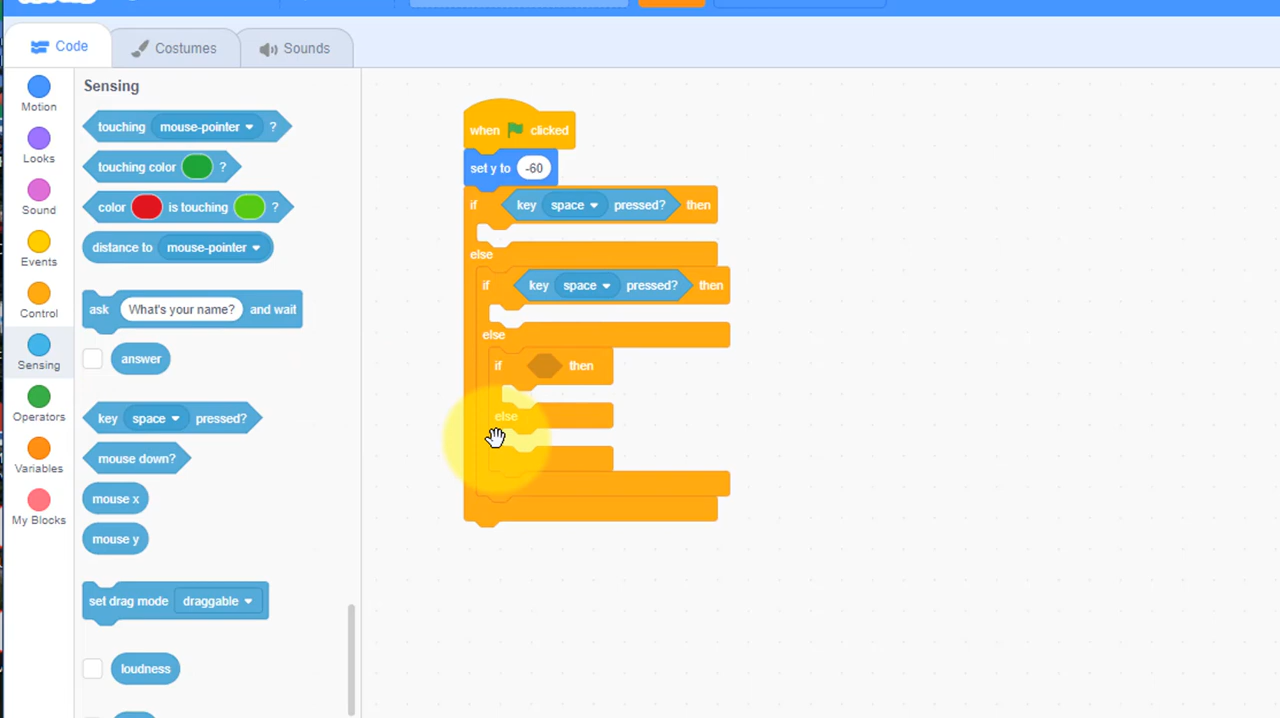 Code Costumes Sounds
Motion
Looks
Sound
Events
Control
Sensing
Operators
Variables
My Blocks
Sensing
touching mouse-pointer ?
touching color ?
color is touching ?
distance to mouse-pointer
ask What's your name? and wait
answer
key space pressed?
mouse down?
mouse x
mouse y
set drag mode draggable
loudness
when clicked
set y to -60
if key space pressed? then
else
if key space pressed? then
else
if then
else